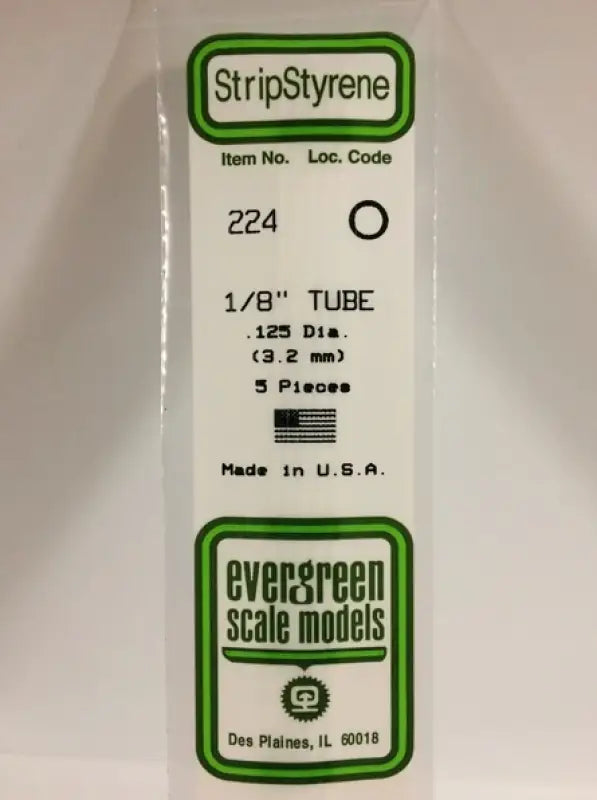 StripStyrene
Item No. Loc. Code
224
1/8" TUBE
.125 Dia.
(3.2 mm)
5 Pieces
Made in U.S.A.
evergreen
scale models
Des Plaines, IL 60018